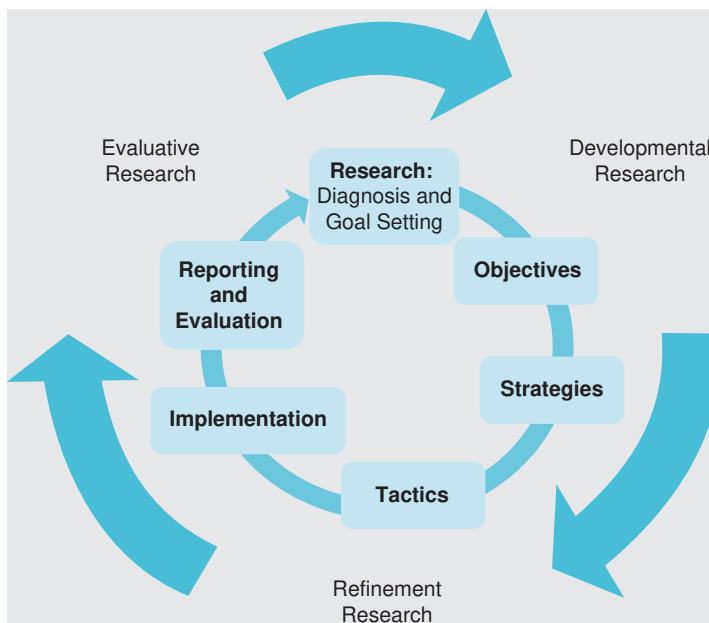 Evaluative
Research
Developmental
Research
Research:
Diagnosis and
Goal Setting
Objectives
Strategies
Tactics
Implementation
Reporting
and
Evaluation
Refinement
Research